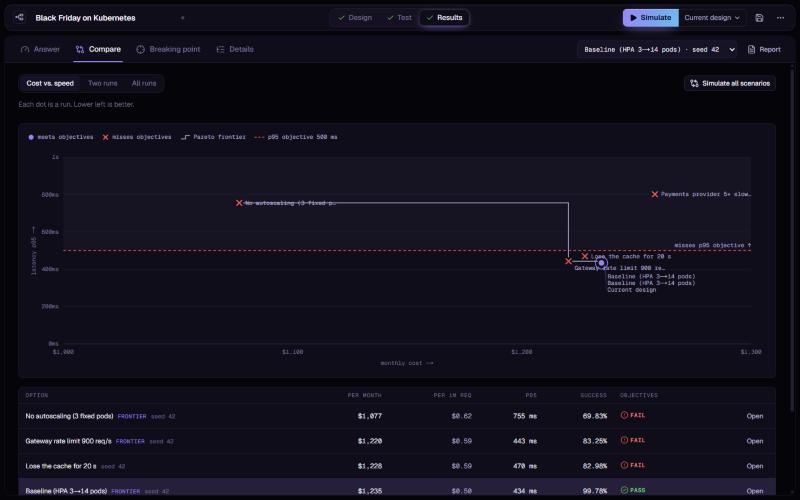 Black Friday on Kubernetes
Design
Test
Results
Simulate
Current design
Answer
Compare
Breaking point
Details
Baseline (HPA 3⟶14 pods) · seed 42
Report
Cost vs. speed
Two runs
All runs
Simulate all scenarios
Each dot is a run. Lower left is better.
meets objectives
misses objectives
Pareto frontier
p95 objective 500 ms
1s
800ms
600ms
400ms
200ms
0ms
latency p95 ⟶
No autoscaling (3 fixed p…
Payments provider 5× slow…
misses p95 objective ↑
Lose the cache for 20 s
Gateway rate limit 900 re…
Baseline (HPA 3⟶14 pods)
Baseline (HPA 3⟶14 pods)
Current design
$1,000
$1,100
$1,200
$1,300
monthly cost ⟶
OPTION PER MONTH PER 1M REQ P95 SUCCESS OBJECTIVES
No autoscaling (3 fixed pods) FRONTIER seed 42 $1,077 $0.62 755 ms 69.83% FAIL Open
Gateway rate limit 900 req/s FRONTIER seed 42 $1,220 $0.59 443 ms 83.25% FAIL Open
Lose the cache for 20 s seed 42 $1,228 $0.59 470 ms 82.98% FAIL Open
Baseline (HPA 3⟶14 pods) FRONTIER seed 42 $1,235 $0.50 434 ms 99.78% PASS Open